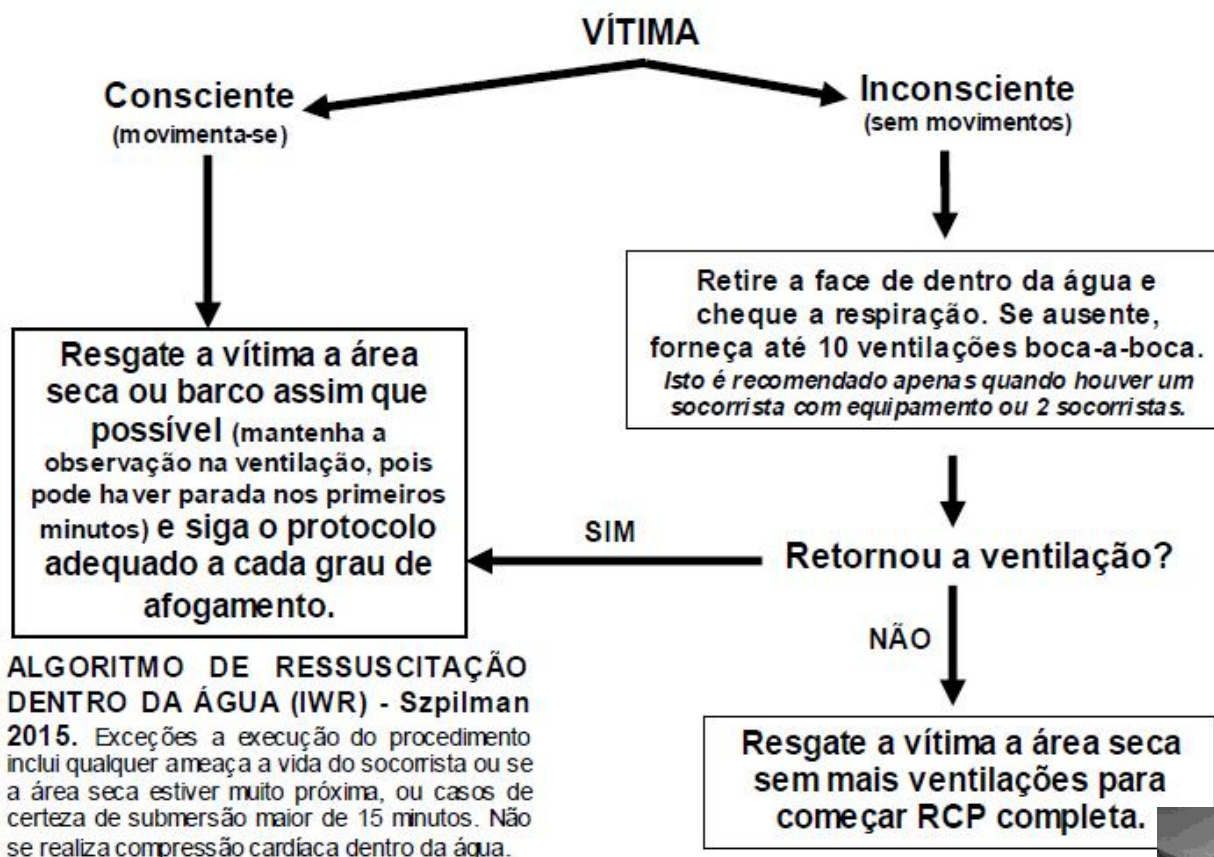 VÍTIMA
Consciente
(movimenta-se)
Inconsciente
(sem movimentos)
Retire a face de dentro da água e
cheque a respiração. Se ausente,
forneça até 10 ventilações boca-a-boca.
Isto é recomendado apenas quando houver um
socorrista com equipamento ou 2 socorristas.
Resgate a vítima a área
seca ou barco assim que
possível (mantenha a
observação na ventilação, pois
pode haver parada nos primeiros
minutos) e siga o protocolo
adequado a cada grau de
afogamento.
SIM
Retornou a ventilação?
NÃO
Resgate a vítima a área seca
sem mais ventilações para
começar RCP completa.
ALGORITMO DE RESSUSCITAÇÃO
DENTRO DA ÁGUA (IWR) - Szpilman
2015. Exceções a execução do procedimento
inclui qualquer ameaça a vida do socorrista ou se
a área seca estiver muito próxima, ou casos de
certeza de submersão maior de 15 minutos. Não
se realiza compressão cardíaca dentro da água.